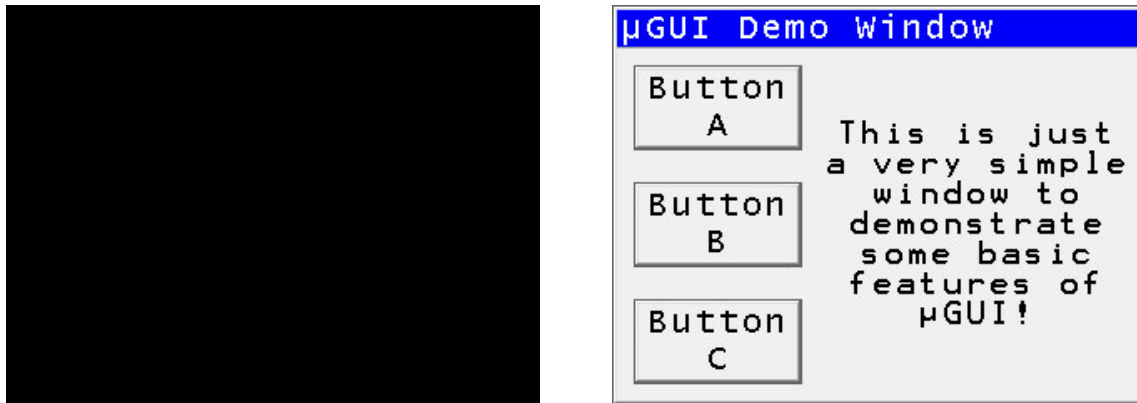 µGUI Demo Window
Button
A
This is just
a very simple
window to
demonstrate
some basic
features of
µGUI!
Button
B
Button
C